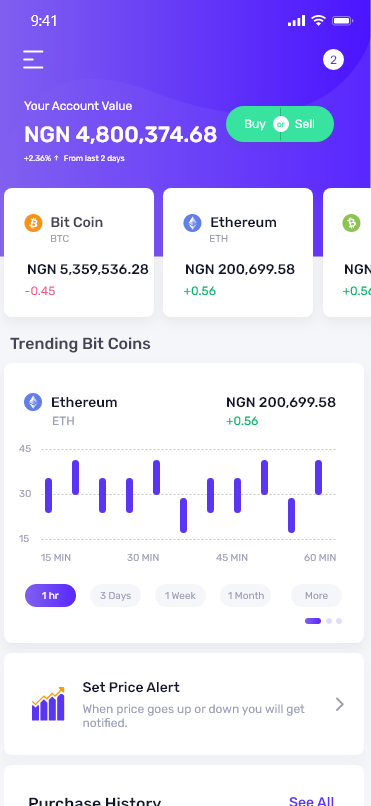 9:41
2
Your Account Value
NGN 4,800,374.68
Buy or Sell
+2.36% ↑ From last 2 days
Bit Coin
BTC
NGN 5,359,536.28
-0.45
Ethereum
ETH
NGN 200,699.58
+0.56
NGN
+0.56
Trending Bit Coins
Ethereum
ETH
NGN 200,699.58
+0.56
45
30
15
15 MIN 30 MIN 45 MIN 60 MIN
1 hr 3 Days 1 Week 1 Month More
Set Price Alert
When price goes up or down you will get
notified.
Purchase History
See All